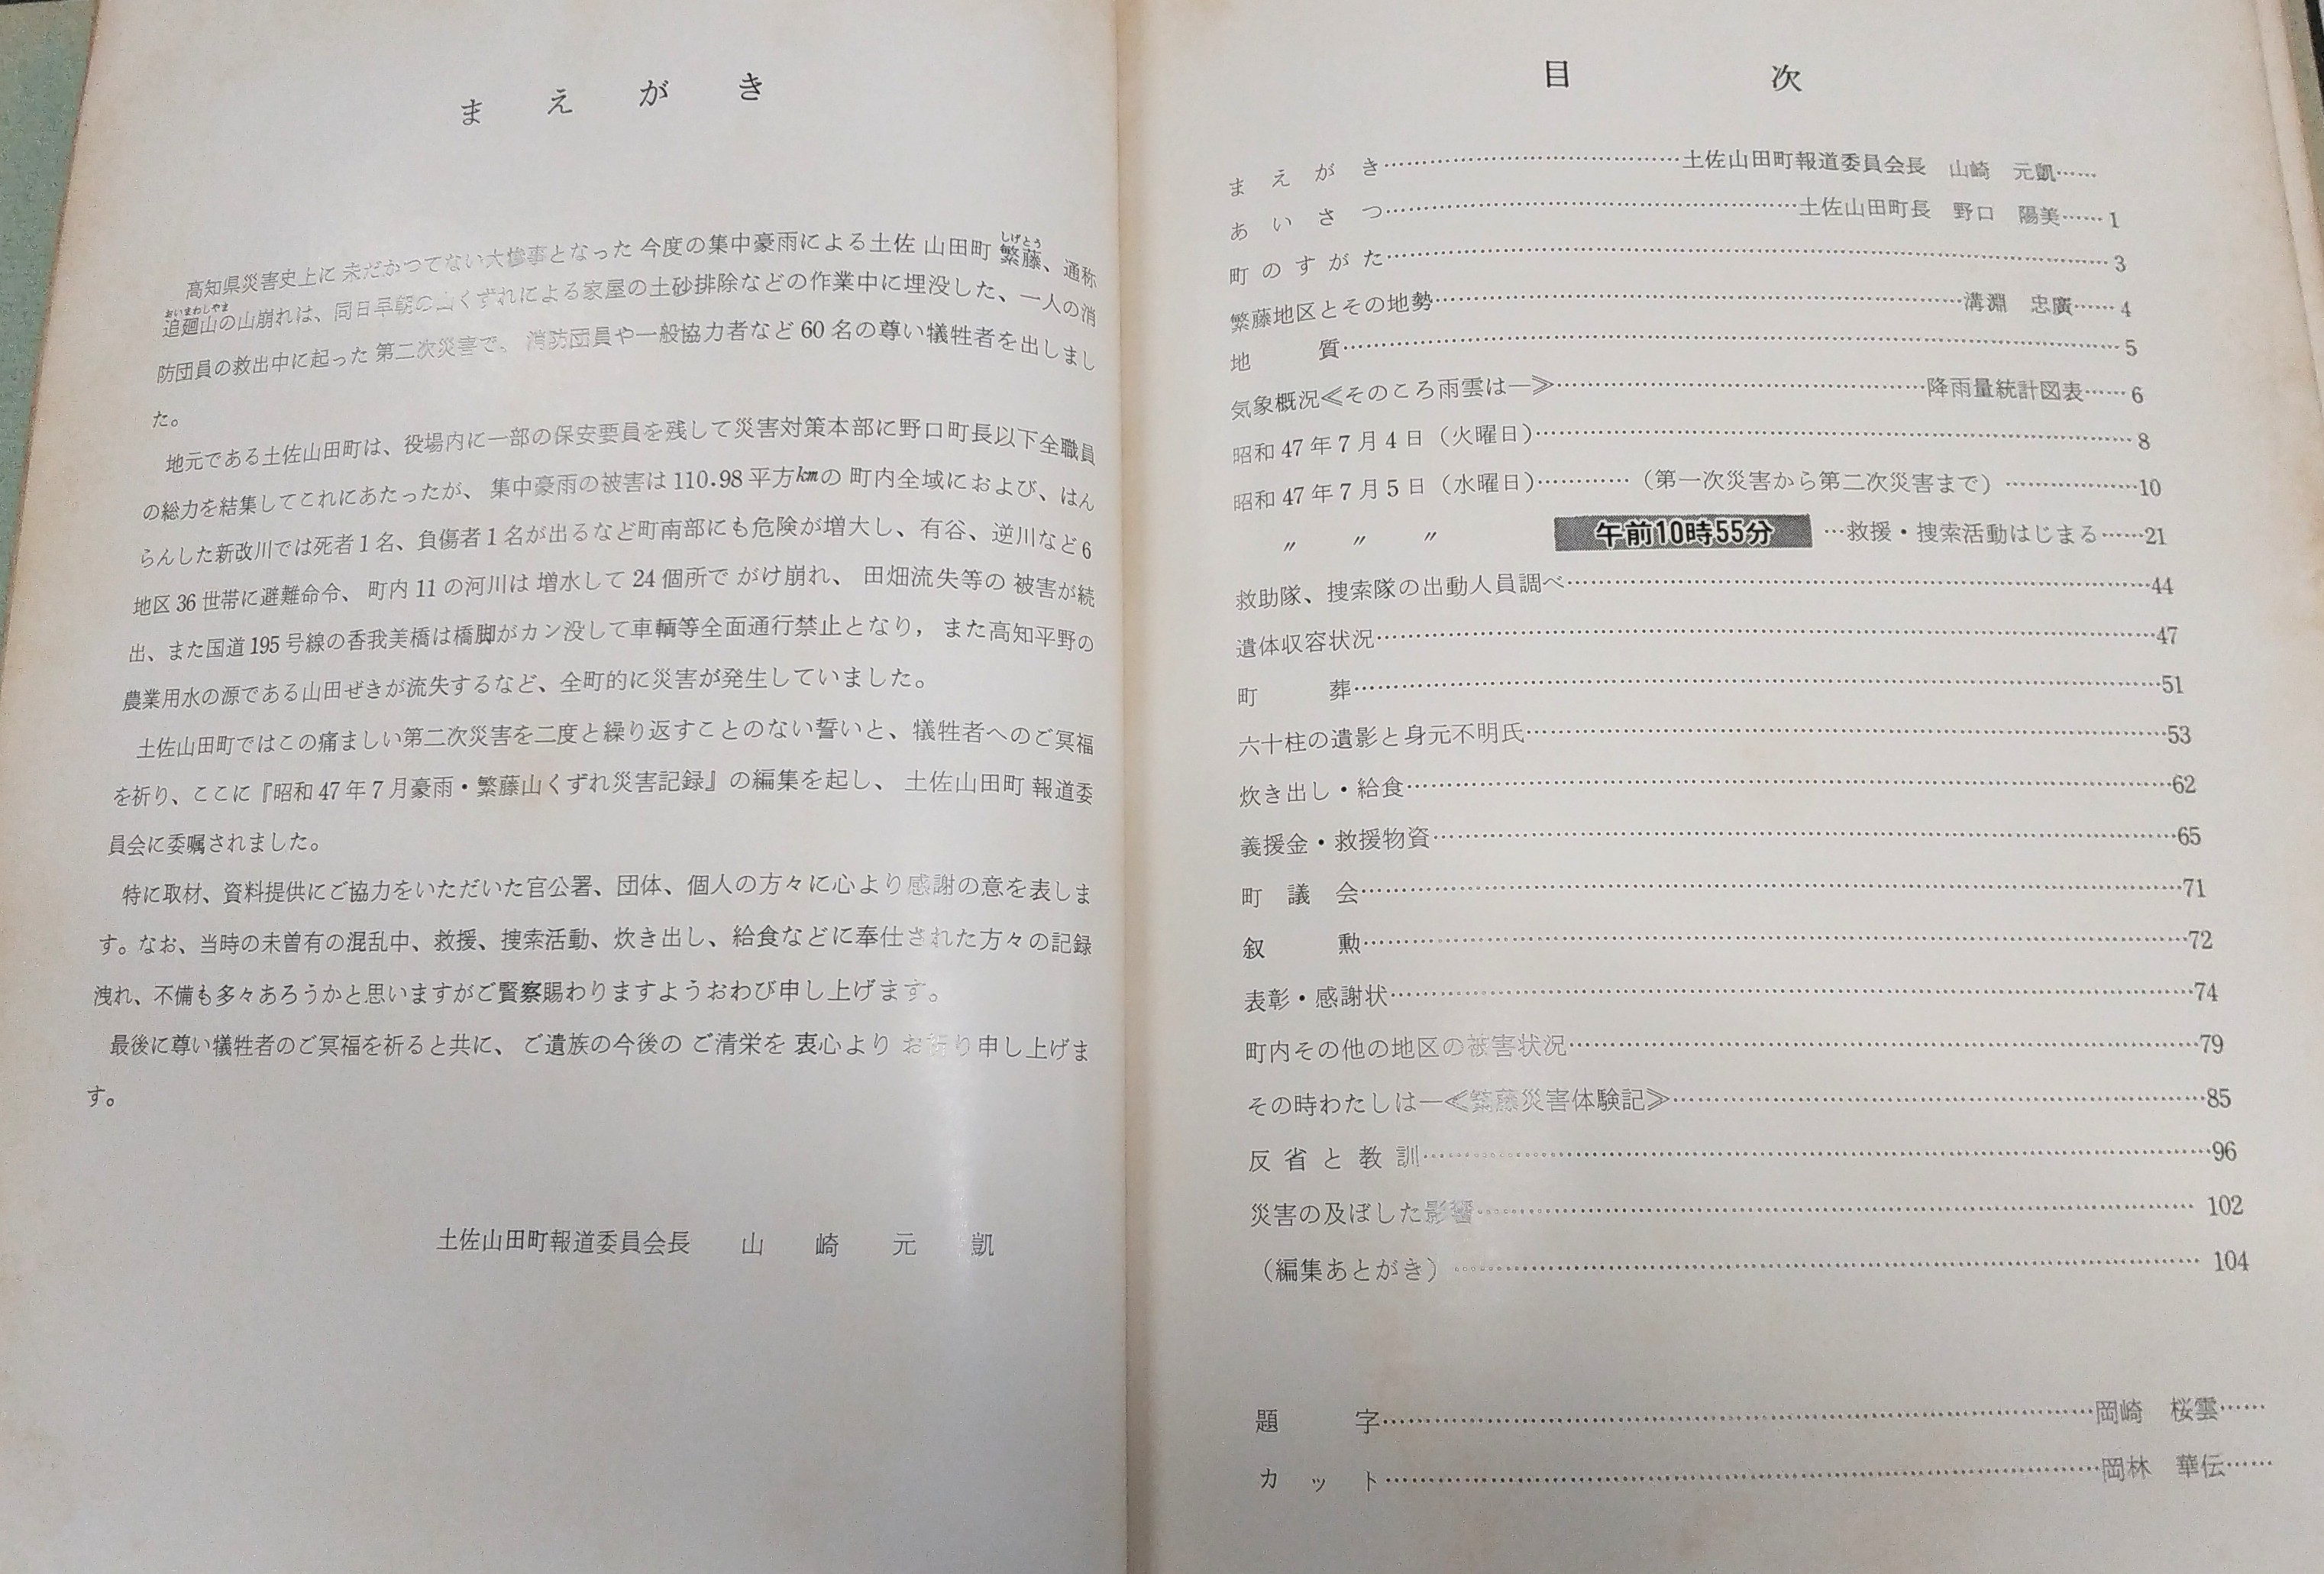 まえがき
高知県災害史上に未だかつてない大惨事となった今度の集中豪雨による土佐山田町繁藤、通称
しげとう
追廻山の山崩れは、同日早朝の山くずれによる家屋の土砂排除などの作業中に埋没した、一人の消
おいまわしやま
防団員の救出中に起った第二次災害で、消防団員や一般協力者など60名の尊い犠牲者を出しまし
た。
地元である土佐山田町は、役場内に一部の保安要員を残して災害対策本部に野口町長以下全職員
の総力を結集してこれにあたったが、集中豪雨の被害は110.98平方kmの町内全域におよび、はん
らんした新改川では死者1名、負傷者1名が出るなど町南部にも危険が増大し、有谷、逆川など6
地区36世帯に避難命令、町内11の河川は増水して24個所でがけ崩れ、田畑流失等の被害が続
出、また国道195号線の香我美橋は橋脚がカン没して車輌等全面通行禁止となり，また高知平野の
農業用水の源である山田ぜきが流失するなど、全町的に災害が発生していました。
土佐山田町ではこの痛ましい第二次災害を二度と繰り返すことのない誓いと、犠牲者へのご冥福
を祈り、ここに『昭和47年7月豪雨・繁藤山くずれ災害記録』の編集を起し、土佐山田町報道委
員会に委嘱されました。
特に取材、資料提供にご協力をいただいた官公署、団体、個人の方々に心より感謝の意を表しま
す。なお、当時の未曽有の混乱中、救援、捜索活動、炊き出し、給食などに奉仕された方々の記録
洩れ、不備も多々あろうかと思いますがご賢察賜わりますようおわび申し上げます。
最後に尊い犠牲者のご冥福を祈ると共に、ご遺族の今後のご清栄を衷心よりお祈り申し上げま
す。
土佐山田町報道委員会長　山崎元凱
目次
まえがき……土佐山田町報道委員会長　山崎　元凱……
あいさつ……土佐山田町長　野口　陽美……1
町のすがた……3
繁藤地区とその地勢……溝淵　忠廣……4
地質……5
気象概況≪そのころ雨雲は―≫……降雨量統計図表……6
昭和47年7月4日（火曜日）……8
昭和47年7月5日（水曜日）……（第一次災害から第二次災害まで）……10
〃　〃　〃　午前10時55分…救援・捜索活動はじまる……21
救助隊、捜索隊の出動人員調べ……44
遺体収容状況……47
町葬……51
六十柱の遺影と身元不明氏……53
炊き出し・給食……62
義援金・救援物資……65
町議会……71
叙勲……72
表彰・感謝状……74
町内その他の地区の被害状況……79
その時わたしは―≪繁藤災害体験記≫……85
反省と教訓……96
災害の及ぼした影響……102
（編集あとがき）……104
題字……岡崎　桜雲……
カット……岡林　華伝……